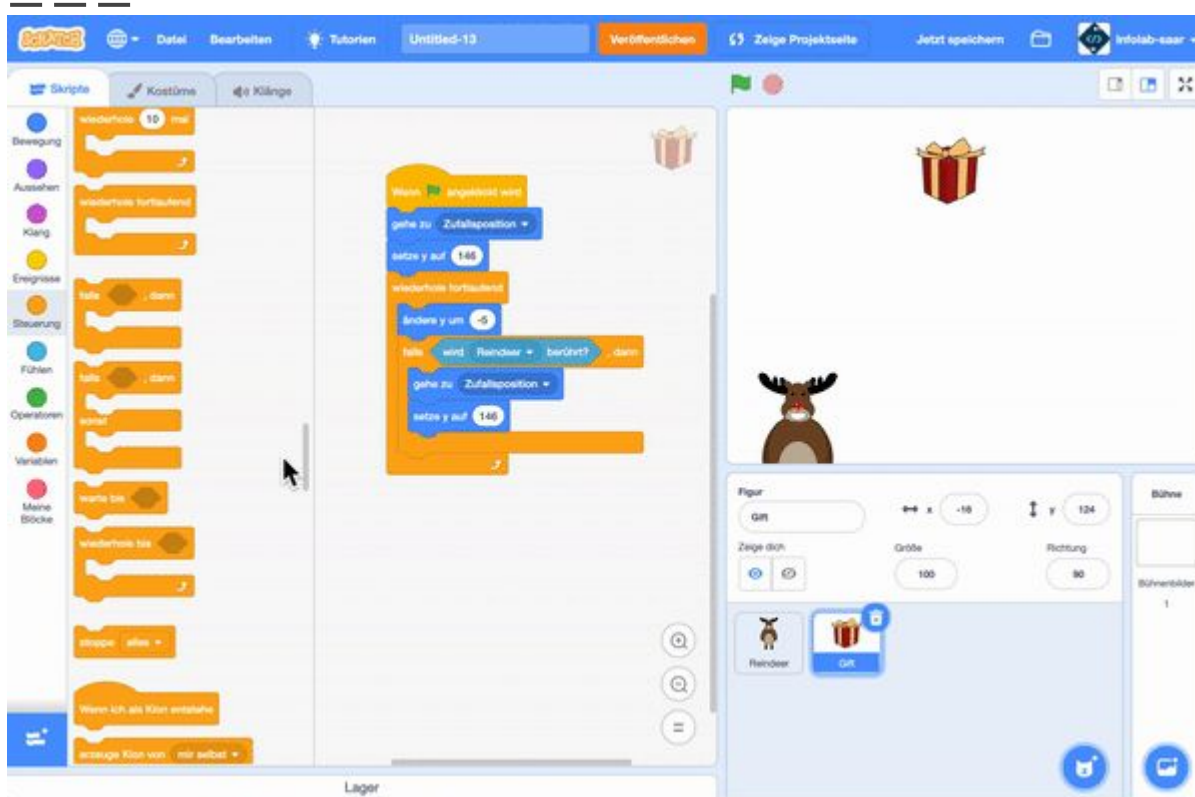 SCRATCH Datei Bearbeiten Tutorien Untitled-13 Veröffentlichen Zeige Projektseite Jetzt speichern infolab-saar
Skripte Kostüme Klänge
Bewegung
Aussehen
Klang
Ereignisse
Steuerung
Fühlen
Operatoren
Variablen
Meine
Blöcke
wiederhole 10 mal
wiederhole fortlaufend
falls , dann
falls , dann
sonst
warte bis
wiederhole bis
stoppe alles
Wenn ich als Klon entstehe
erzeuge Klon von mir selbst
Wenn angeklickt wird
gehe zu Zufallsposition
setze y auf 146
wiederhole fortlaufend
ändere y um -5
falls wird Reindeer berührt? , dann
gehe zu Zufallsposition
setze y auf 146
Lager
Figur
Gift x -16 y 124
Zeige dich Größe Richtung
100 90
Reindeer Gift
Bühne
Bühnenbilder
1